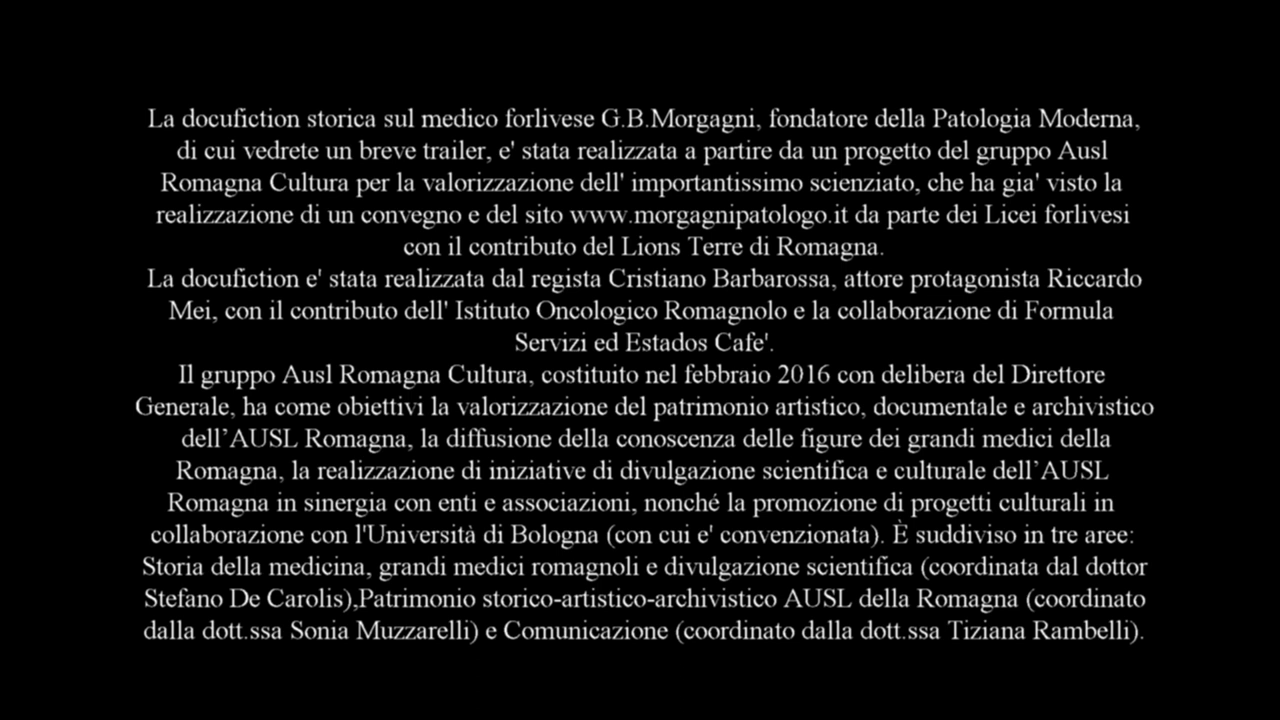 La docufiction storica sul medico forlivese G.B.Morgagni, fondatore della Patologia Moderna,
di cui vedrete un breve trailer, e' stata realizzata a partire da un progetto del gruppo Ausl
Romagna Cultura per la valorizzazione dell' importantissimo scienziato, che ha gia' visto la
realizzazione di un convegno e del sito www.morgagnipatologo.it da parte dei Licei forlivesi
con il contributo del Lions Terre di Romagna.
La docufiction e' stata realizzata dal regista Cristiano Barbarossa, attore protagonista Riccardo
Mei, con il contributo dell' Istituto Oncologico Romagnolo e la collaborazione di Formula
Servizi ed Estados Cafe'.
Il gruppo Ausl Romagna Cultura, costituito nel febbraio 2016 con delibera del Direttore
Generale, ha come obiettivi la valorizzazione del patrimonio artistico, documentale e archivistico
dell’AUSL Romagna, la diffusione della conoscenza delle figure dei grandi medici della
Romagna, la realizzazione di iniziative di divulgazione scientifica e culturale dell’AUSL
Romagna in sinergia con enti e associazioni, nonché la promozione di progetti culturali in
collaborazione con l'Università di Bologna (con cui e' convenzionata). È suddiviso in tre aree:
Storia della medicina, grandi medici romagnoli e divulgazione scientifica (coordinata dal dottor
Stefano De Carolis),Patrimonio storico-artistico-archivistico AUSL della Romagna (coordinato
dalla dott.ssa Sonia Muzzarelli) e Comunicazione (coordinato dalla dott.ssa Tiziana Rambelli).